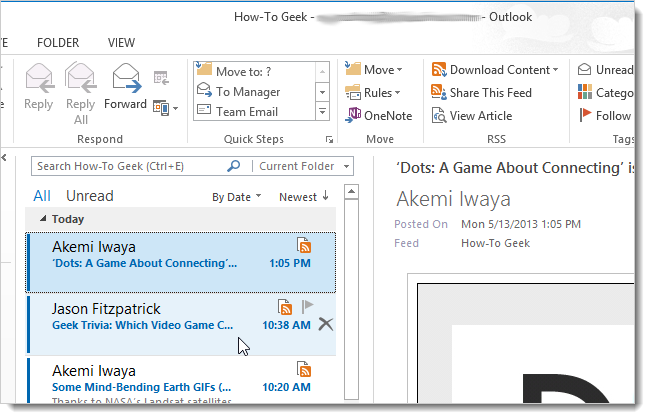 How-To Geek - - Outlook
FOLDER VIEW
Reply
Reply All
Forward
Respond
Move to: ?
To Manager
Team Email
Quick Steps
Move
Rules
OneNote
Move
Download Content
Share This Feed
View Article
RSS
Unread
Categ
Follow
Tags
Search How-To Geek (Ctrl+E) Current Folder
All Unread By Date Newest
Today
Akemi Iwaya
'Dots: A Game About Connecting'... 1:05 PM
Jason Fitzpatrick
Geek Trivia: Which Video Game C... 10:38 AM
Akemi Iwaya
Some Mind-Bending Earth GIFs (... 10:20 AM
Thanks to NASA's Landsat satellites
'Dots: A Game About Connecting' is
Akemi Iwaya
Posted On Mon 5/13/2013 1:05 PM
Feed How-To Geek